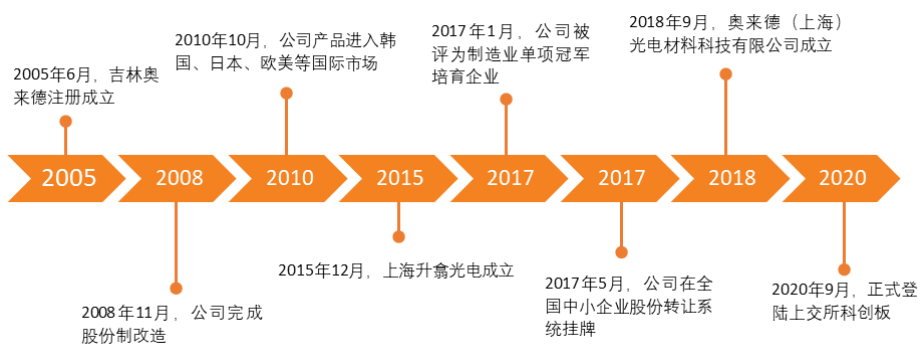 2005年6月，吉林奥
来德注册成立
2010年10月，公司产品进入韩
国、日本、欧美等国际市场
2017年1月，公司被
评为制造业单项冠军
培育企业
2018年9月，奥来德（上海）
光电材料科技有限公司成立
2005
2008
2010
2015
2017
2017
2018
2020
2008年11月，公司完成
股份制改造
2015年12月，上海升翕光电成立
2017年5月，公司在全
国中小企业股份转让系
统挂牌
2020年9月，正式登
陆上交所科创板